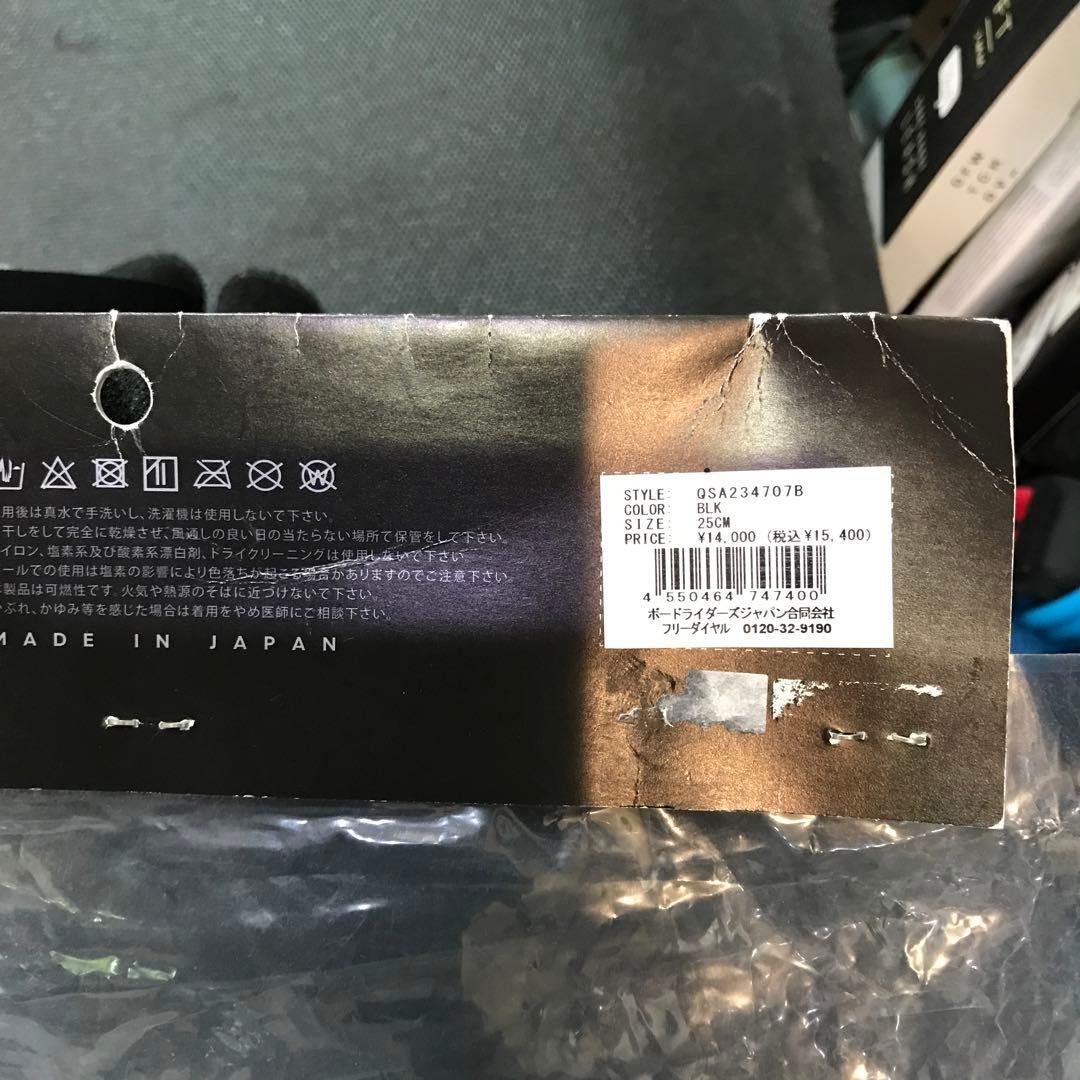 用後は真水で手洗いし、洗濯機は使用しないで下さい。
干しをして完全に乾燥させ、風通しの良い日の当たらない場所で保管をして下さい。
イロン、塩素系及び酸素系漂白剤、ドライクリーニングは使用しないで下さい
ールでの使用は塩素の影響により色落ちが起こる場合がありますのでご注意下さい。
製品は可燃性です。火気や熱源のそばに近づけないで下さい。
かぶれ、かゆみ等を感じた場合は着用をやめ医師にご相談下さい。
MADE IN JAPAN
STYLE: QSA234707B
COLOR: BLK
SIZE: 25CM
PRICE: ¥14,000 (税込¥15,400)
4 550464 747400
ボードライダーズジャパン合同会社
フリーダイヤル 0120-32-9190